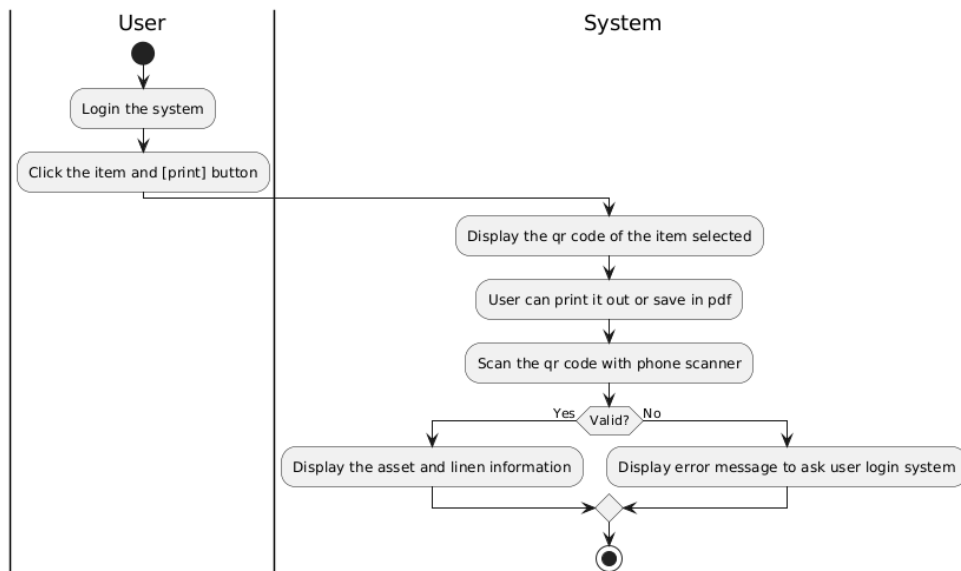 User
System
Login the system
Click the item and [print] button
Display the qr code of the item selected
User can print it out or save in pdf
Scan the qr code with phone scanner
Yes
Valid?
No
Display the asset and linen information
Display error message to ask user login system